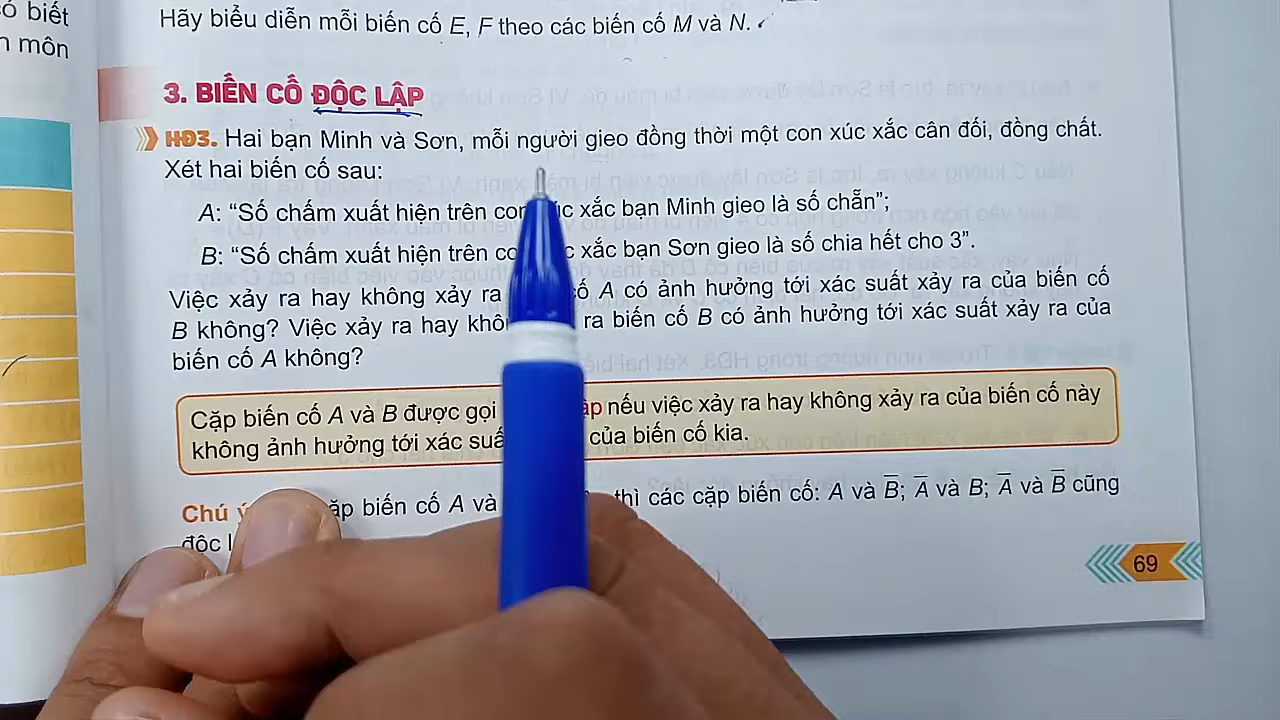 ó biết
n môn
Hãy biểu diễn mỗi biến cố E, F theo các biến cố M và N.
3. BIẾN CỐ ĐỘC LẬP
HĐ3. Hai bạn Minh và Sơn, mỗi người gieo đồng thời một con xúc xắc cân đối, đồng chất.
Xét hai biến cố sau:
A: “Số chấm xuất hiện trên con xắc bạn Minh gieo là số chẵn”;
B: “Số chấm xuất hiện trên xắc bạn Sơn gieo là số chia hết cho 3”.
Việc xảy ra hay không xảy ra A có ảnh hưởng tới xác suất xảy ra của biến cố
B không? Việc xảy ra hay ra biến cố B có ảnh hưởng tới xác suất xảy ra của
biến cố A không?
Cặp biến cố A và B được gọi nếu việc xảy ra hay không xảy ra của biến cố này
không ảnh hưởng tới xác của biến cố kia.
Chú cặp biến cố A và thì các cặp biến cố: A và B̅; A̅ và B; A̅ và B̅ cũng
độc
69